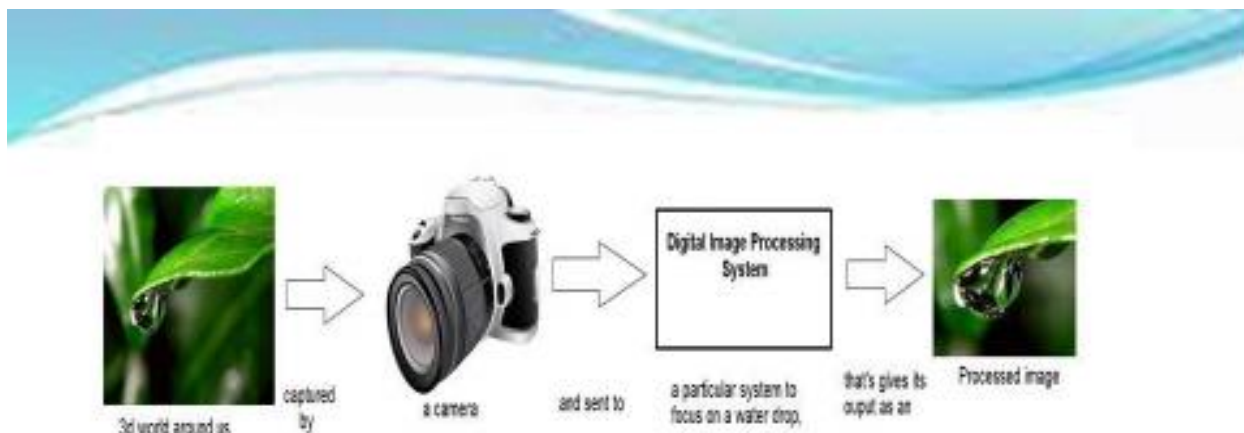 Digital Image Processing
System
3d world around us
captured
by
a camera
and sent to
a particular system to
focus on a water drop,
that's gives its
ouput as an
Processed image